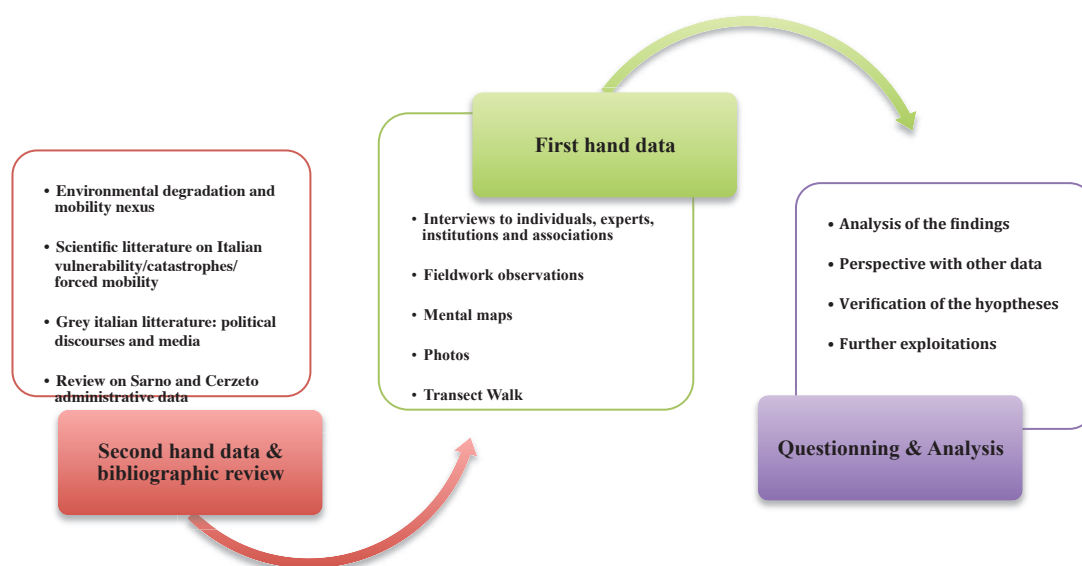 • Environmental degradation and
mobility nexus
• Scientific litterature on Italian
vulnerability/catastrophes/
forced mobility
• Grey italian litterature: political
discourses and media
• Review on Sarno and Cerzeto
administrative data
Second hand data &
bibliographic review
First hand data
• Interviews to individuals, experts,
institutions and associations
• Fieldwork observations
• Mental maps
• Photos
• Transect Walk
• Analysis of the findings
• Perspective with other data
• Verification of the hyoptheses
• Further exploitations
Questionning & Analysis